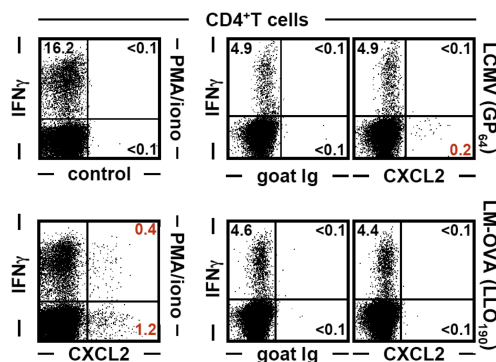 CD4+T cells
16.2 <0.1 4.9 <0.1 4.9 <0.1
IFNγ – PMA/iono – IFNγ LCMV (GP64)
<0.1 <0.1 0.2
– control – – goat Ig – – CXCL2 –
0.4 4.6 <0.1 4.4 <0.1
IFNγ – PMA/iono – IFNγ LM-OVA (LLO190)
1.2 <0.1 <0.1
– CXCL2 – – goat Ig – – CXCL2 –